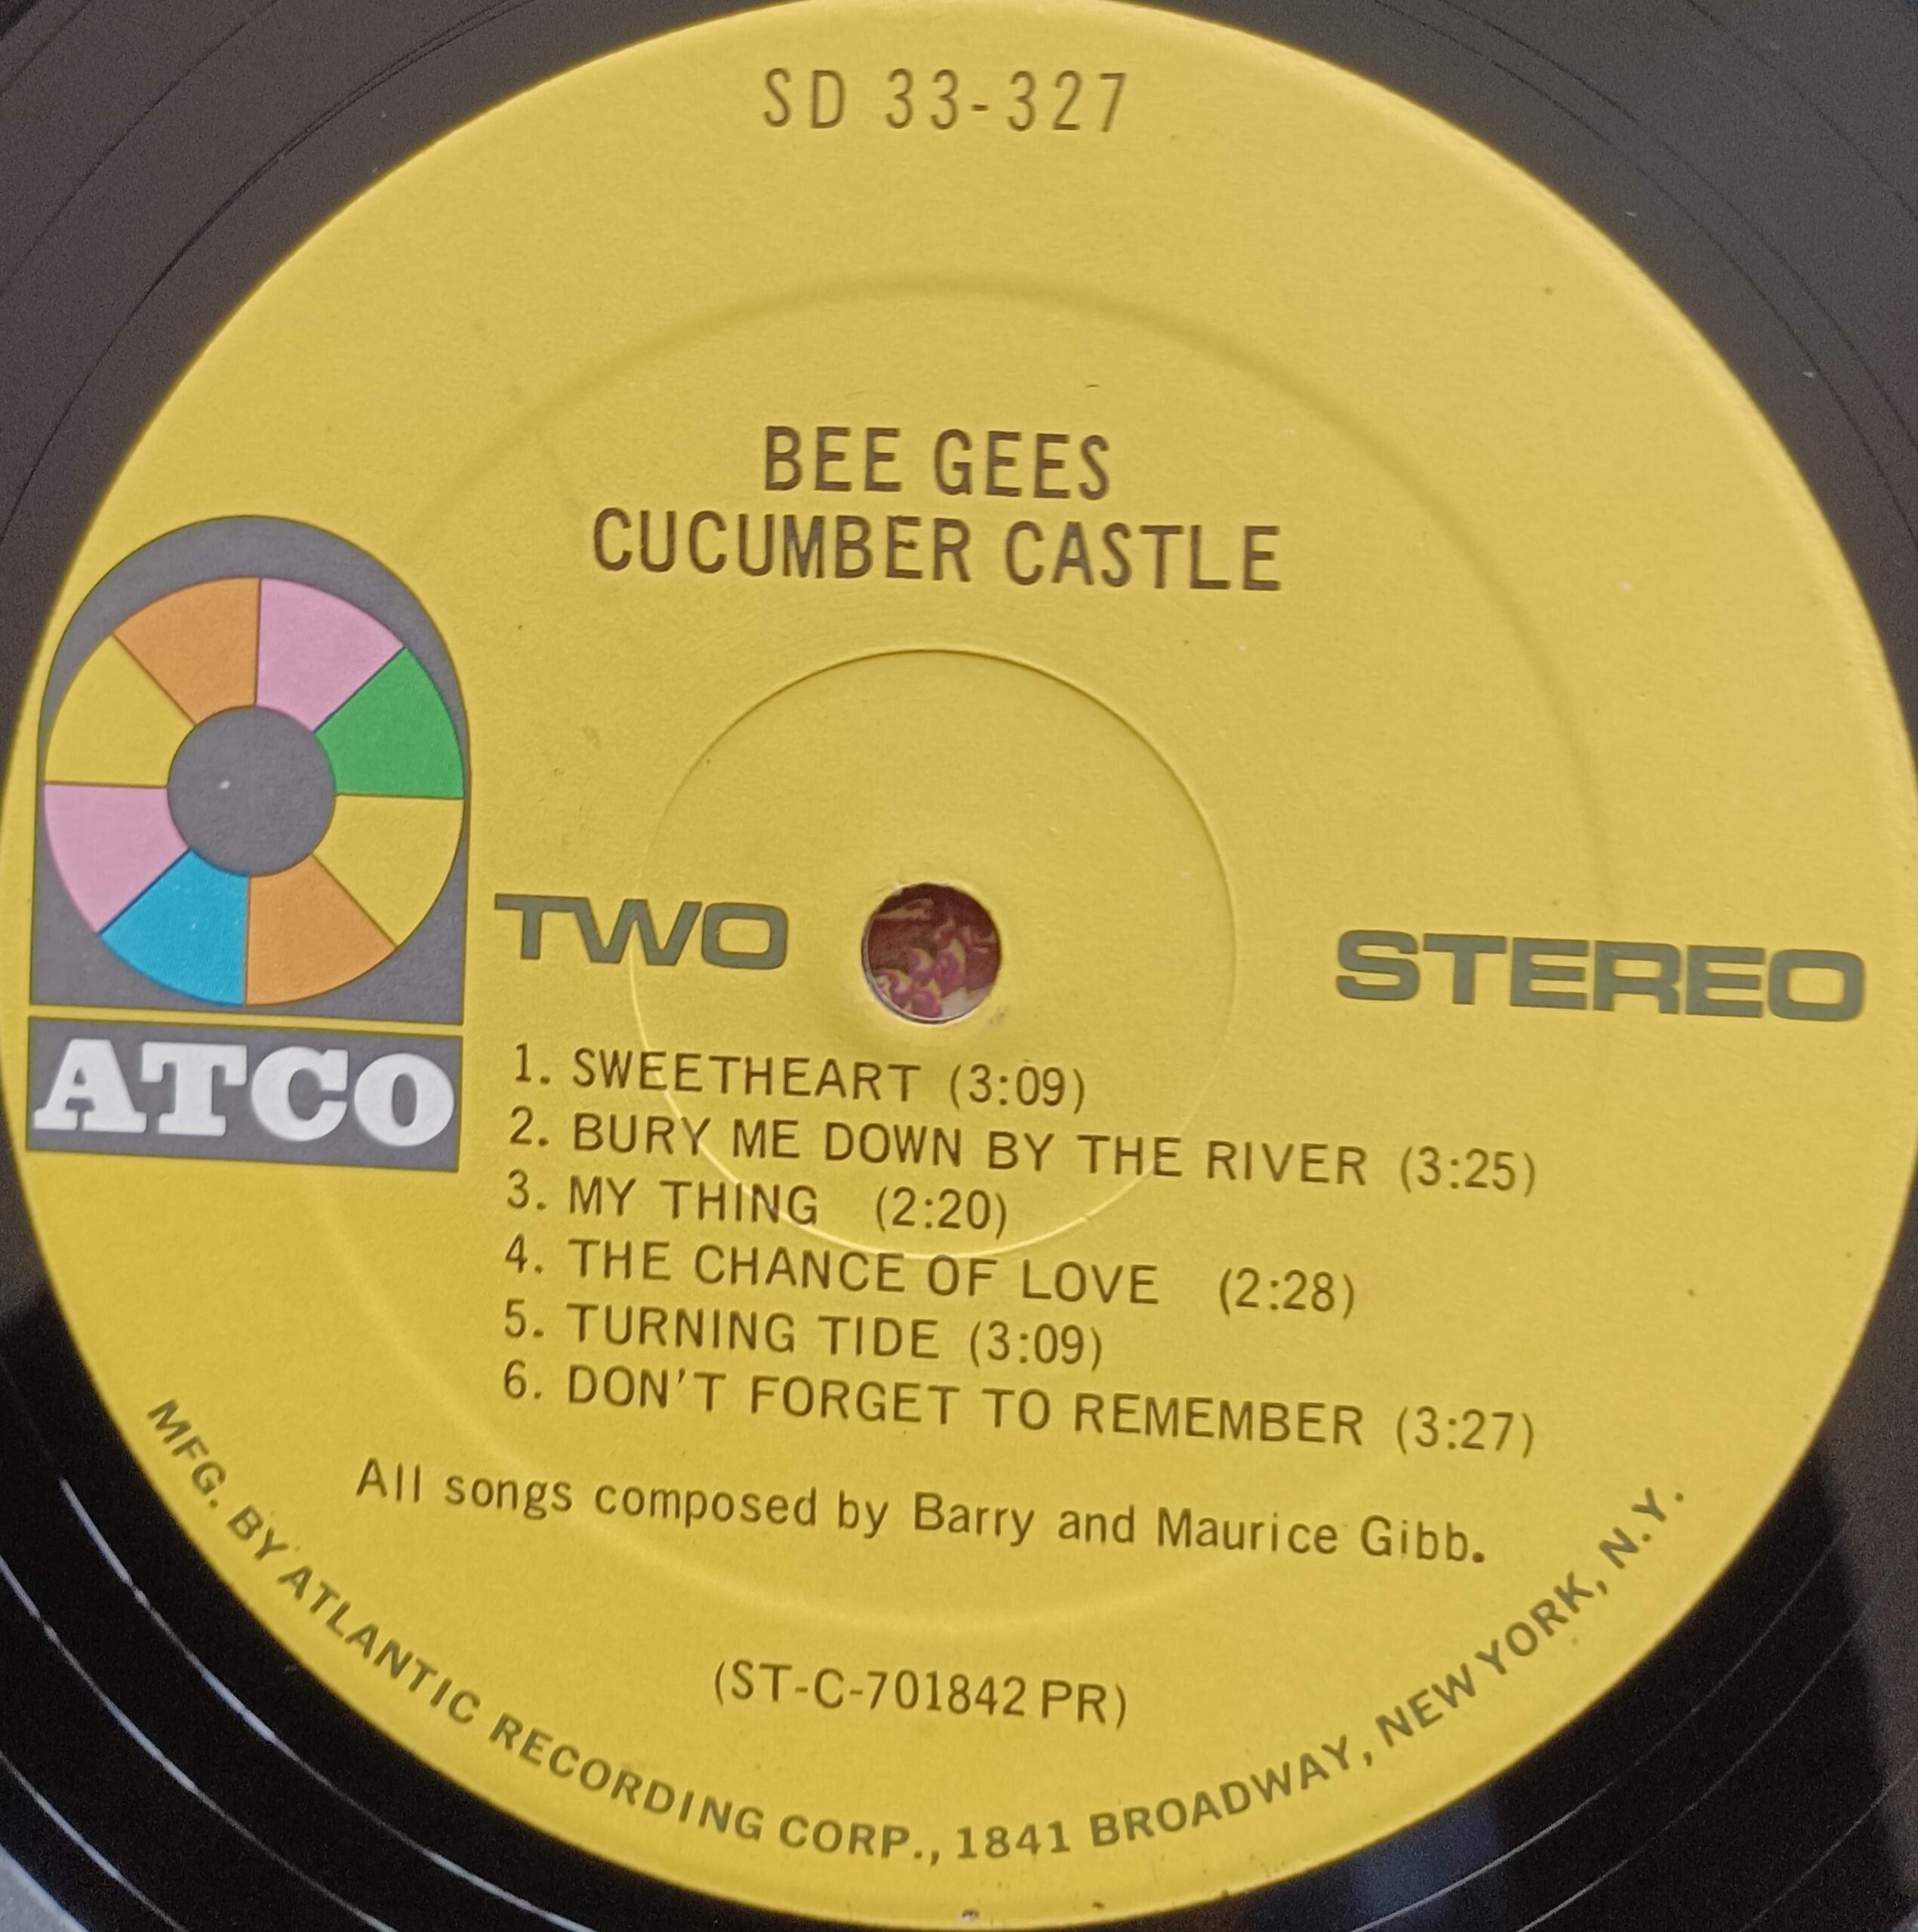 SD 33-327
BEE GEES
CUCUMBER CASTLE
TWO
STEREO
ATCO
1. SWEETHEART (3:09)
2. BURY ME DOWN BY THE RIVER (3:25)
3. MY THING (2:20)
4. THE CHANCE OF LOVE (2:28)
5. TURNING TIDE (3:09)
6. DON'T FORGET TO REMEMBER (3:27)
All songs composed by Barry and Maurice Gibb.
(ST-C-701842 PR)
MFG. BY ATLANTIC RECORDING CORP., 1841 BROADWAY, NEW YORK, N.Y.